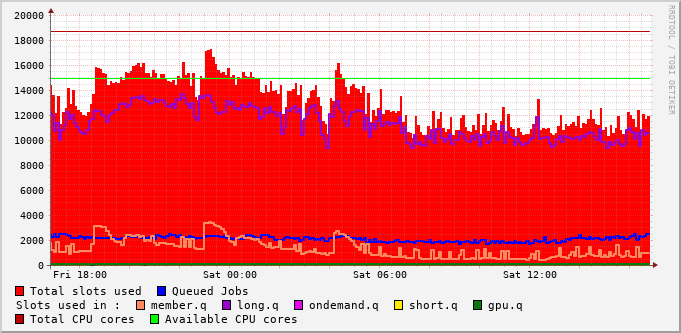 20000
18000
16000
14000
12000
10000
8000
6000
4000
2000
0
Fri 18:00 Sat 00:00 Sat 06:00 Sat 12:00
RRDTOOL / TOBI OETIKER
Total slots used Queued Jobs
Slots used in : member.q long.q ondemand.q short.q gpu.q
Total CPU cores Available CPU cores